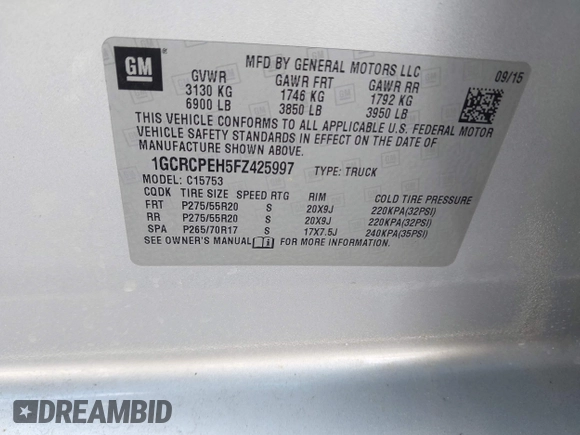 GM
MFD BY GENERAL MOTORS LLC
09/15
GVWR GAWR FRT GAWR RR
3130 KG 1746 KG 1792 KG
6900 LB 3850 LB 3950 LB
THIS VEHICLE CONFORMS TO ALL APPLICABLE U.S. FEDERAL MOTOR
VEHICLE SAFETY STANDARDS IN EFFECT ON THE DATE OF
MANUFACTURE SHOWN ABOVE.
1GCRCPEH5FZ425997 TYPE: TRUCK
MODEL: C15753
CQDK TIRE SIZE SPEED RTG RIM COLD TIRE PRESSURE
FRT P275/55R20 S 20X9J 220KPA(32PSI)
RR P275/55R20 S 20X9J 220KPA(32PSI)
SPA P265/70R17 S 17X7.5J 240KPA(35PSI)
SEE OWNER'S MANUAL FOR MORE INFORMATION.
DREAMBID